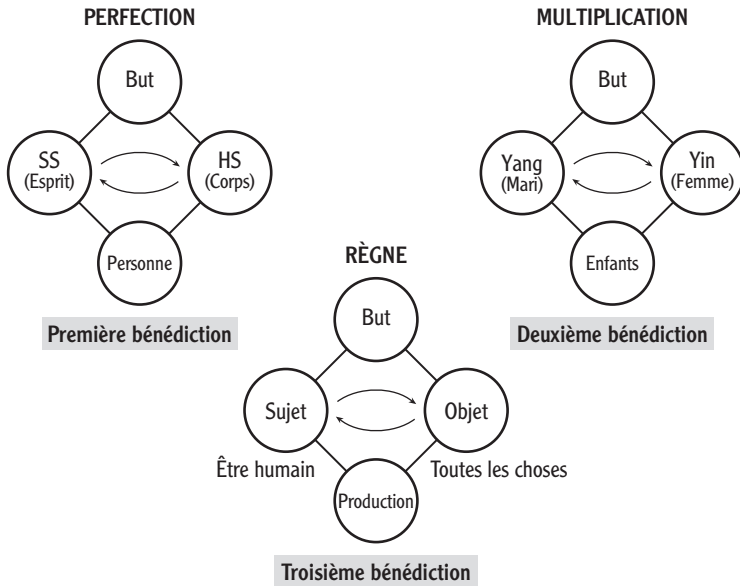 PERFECTION
But
SS
(Esprit)
HS
(Corps)
Personne
Première bénédiction
MULTIPLICATION
But
Yang
(Mari)
Yin
(Femme)
Enfants
Deuxième bénédiction
RÈGNE
But
Sujet
Objet
Être humain
Toutes les choses
Production
Troisième bénédiction